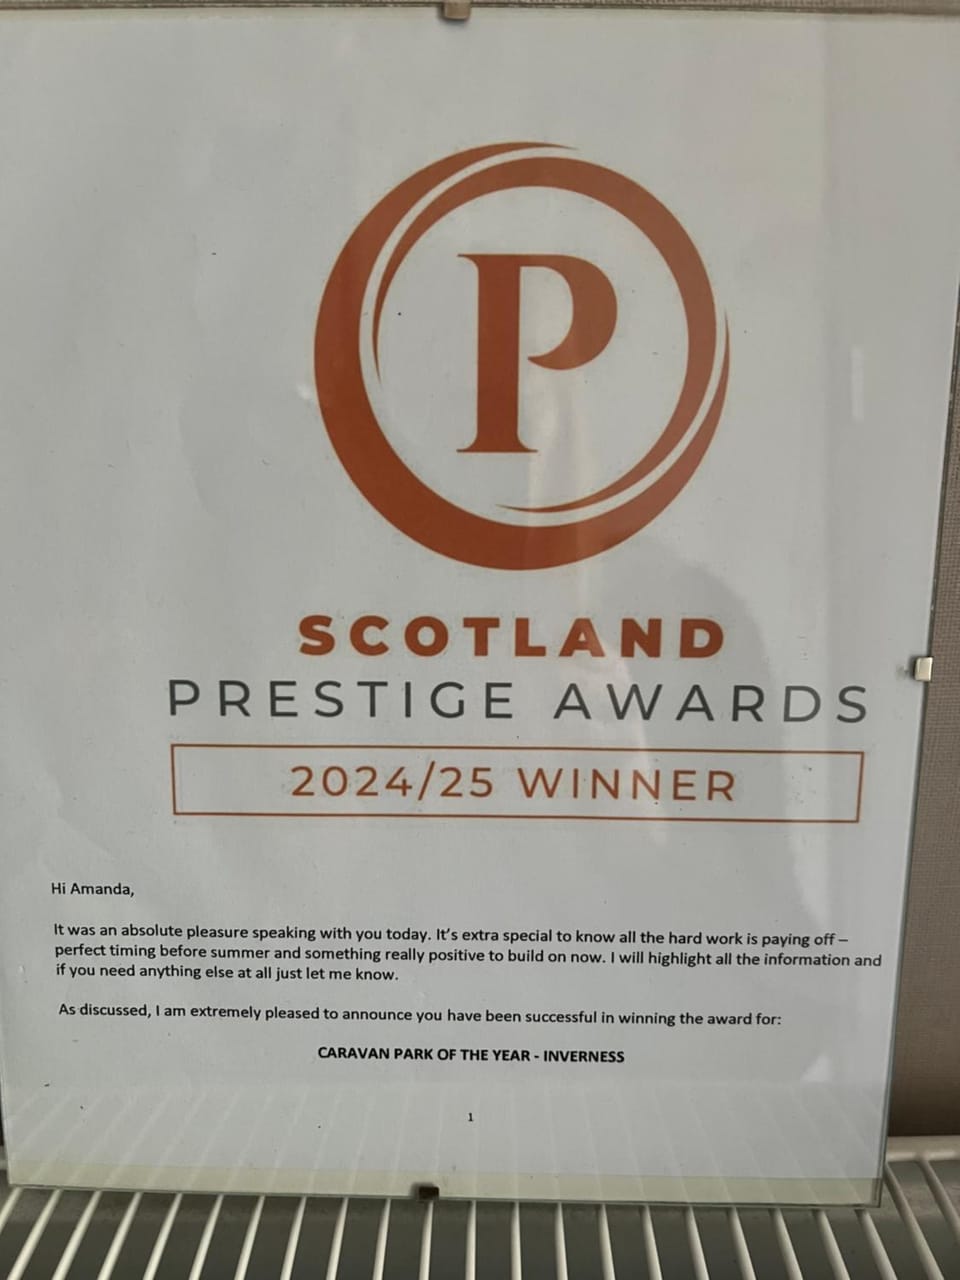 P
SCOTLAND
PRESTIGE AWARDS
2024/25 WINNER
Hi Amanda,
It was an absolute pleasure speaking with you today. It's extra special to know all the hard work is paying off –
perfect timing before summer and something really positive to build on now. I will highlight all the information and
if you need anything else at all just let me know.
As discussed, I am extremely pleased to announce you have been successful in winning the award for:
CARAVAN PARK OF THE YEAR - INVERNESS
1